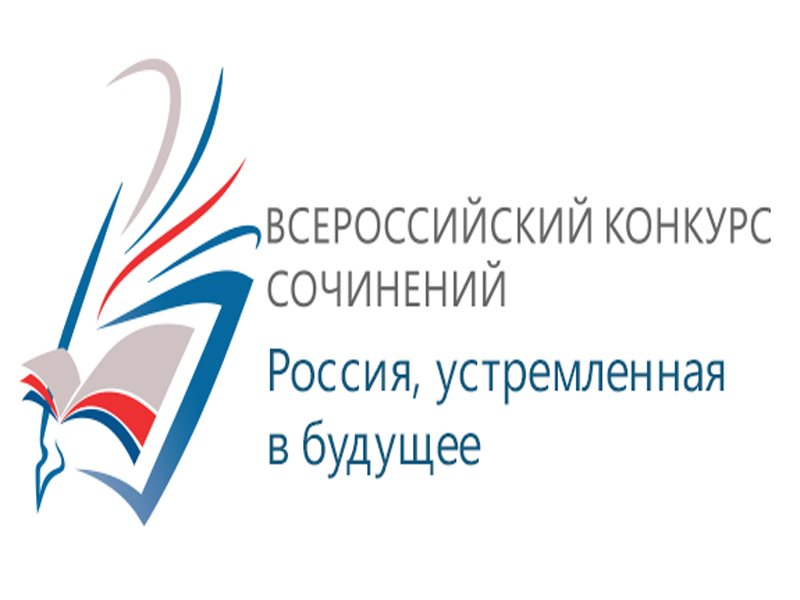 ВСЕРОССИЙСКИЙ КОНКУРС
СОЧИНЕНИЙ
Россия, устремленная
в будущее